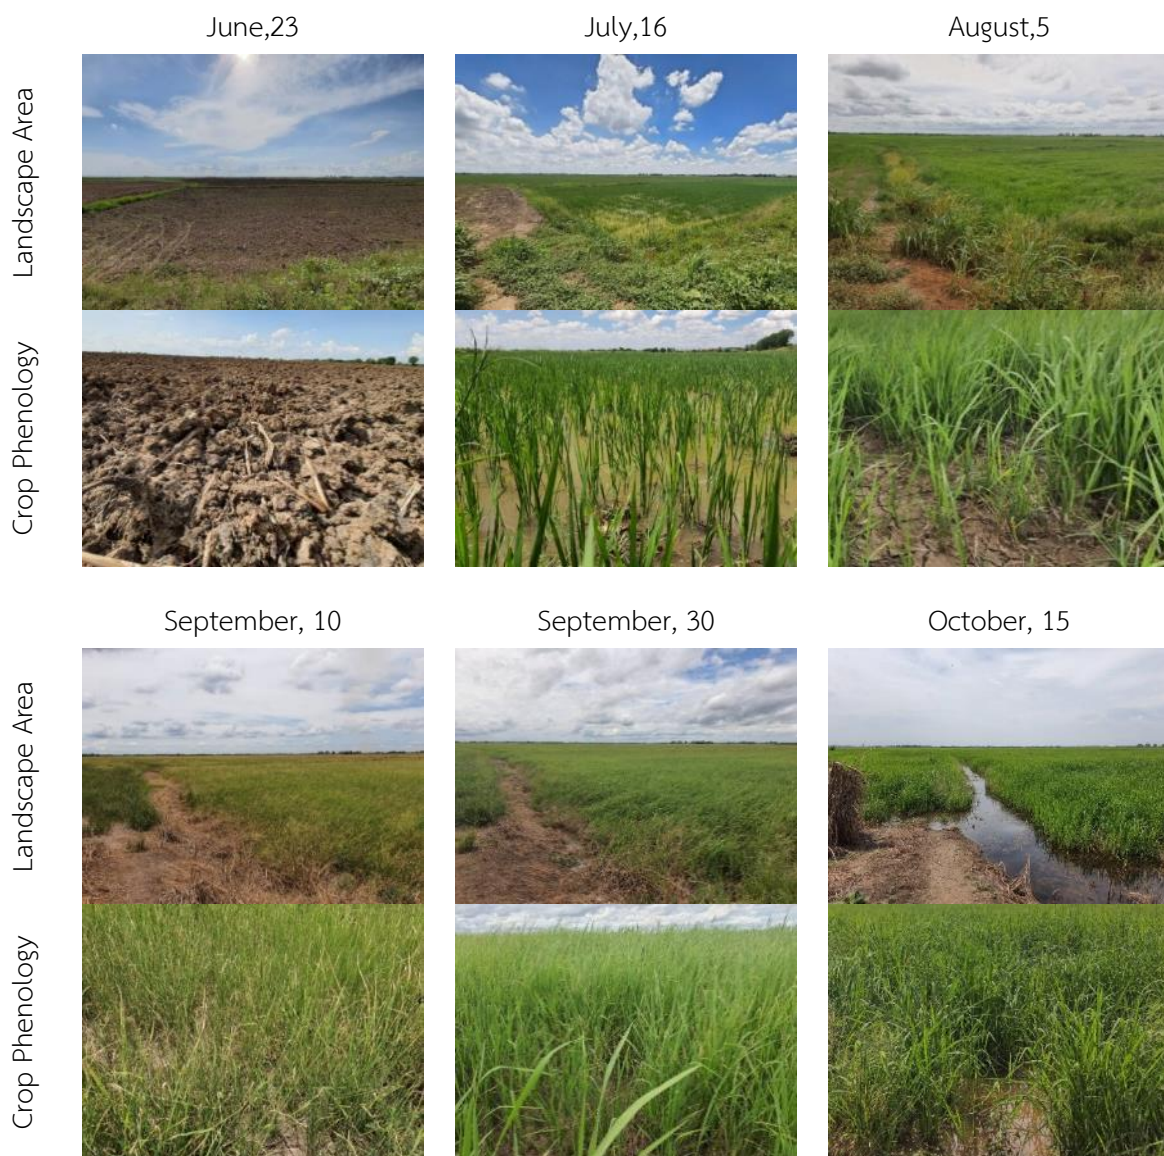 June,23
July,16
August,5
Landscape Area
Crop Phenology
September, 10
September, 30
October, 15
Landscape Area
Crop Phenology